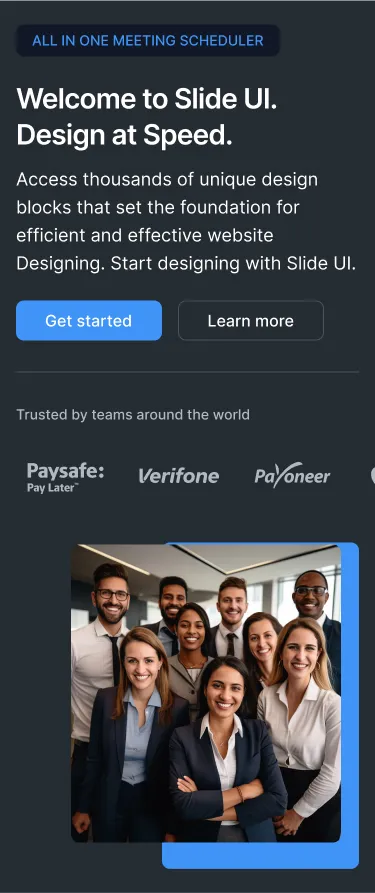 ALL IN ONE MEETING SCHEDULER
Welcome to Slide UI.
Design at Speed.
Access thousands of unique design
blocks that set the foundation for
efficient and effective website
Designing. Start designing with Slide UI.
Get started
Learn more
Trusted by teams around the world
Paysafe:
Pay Later™
Verifone
Payoneer